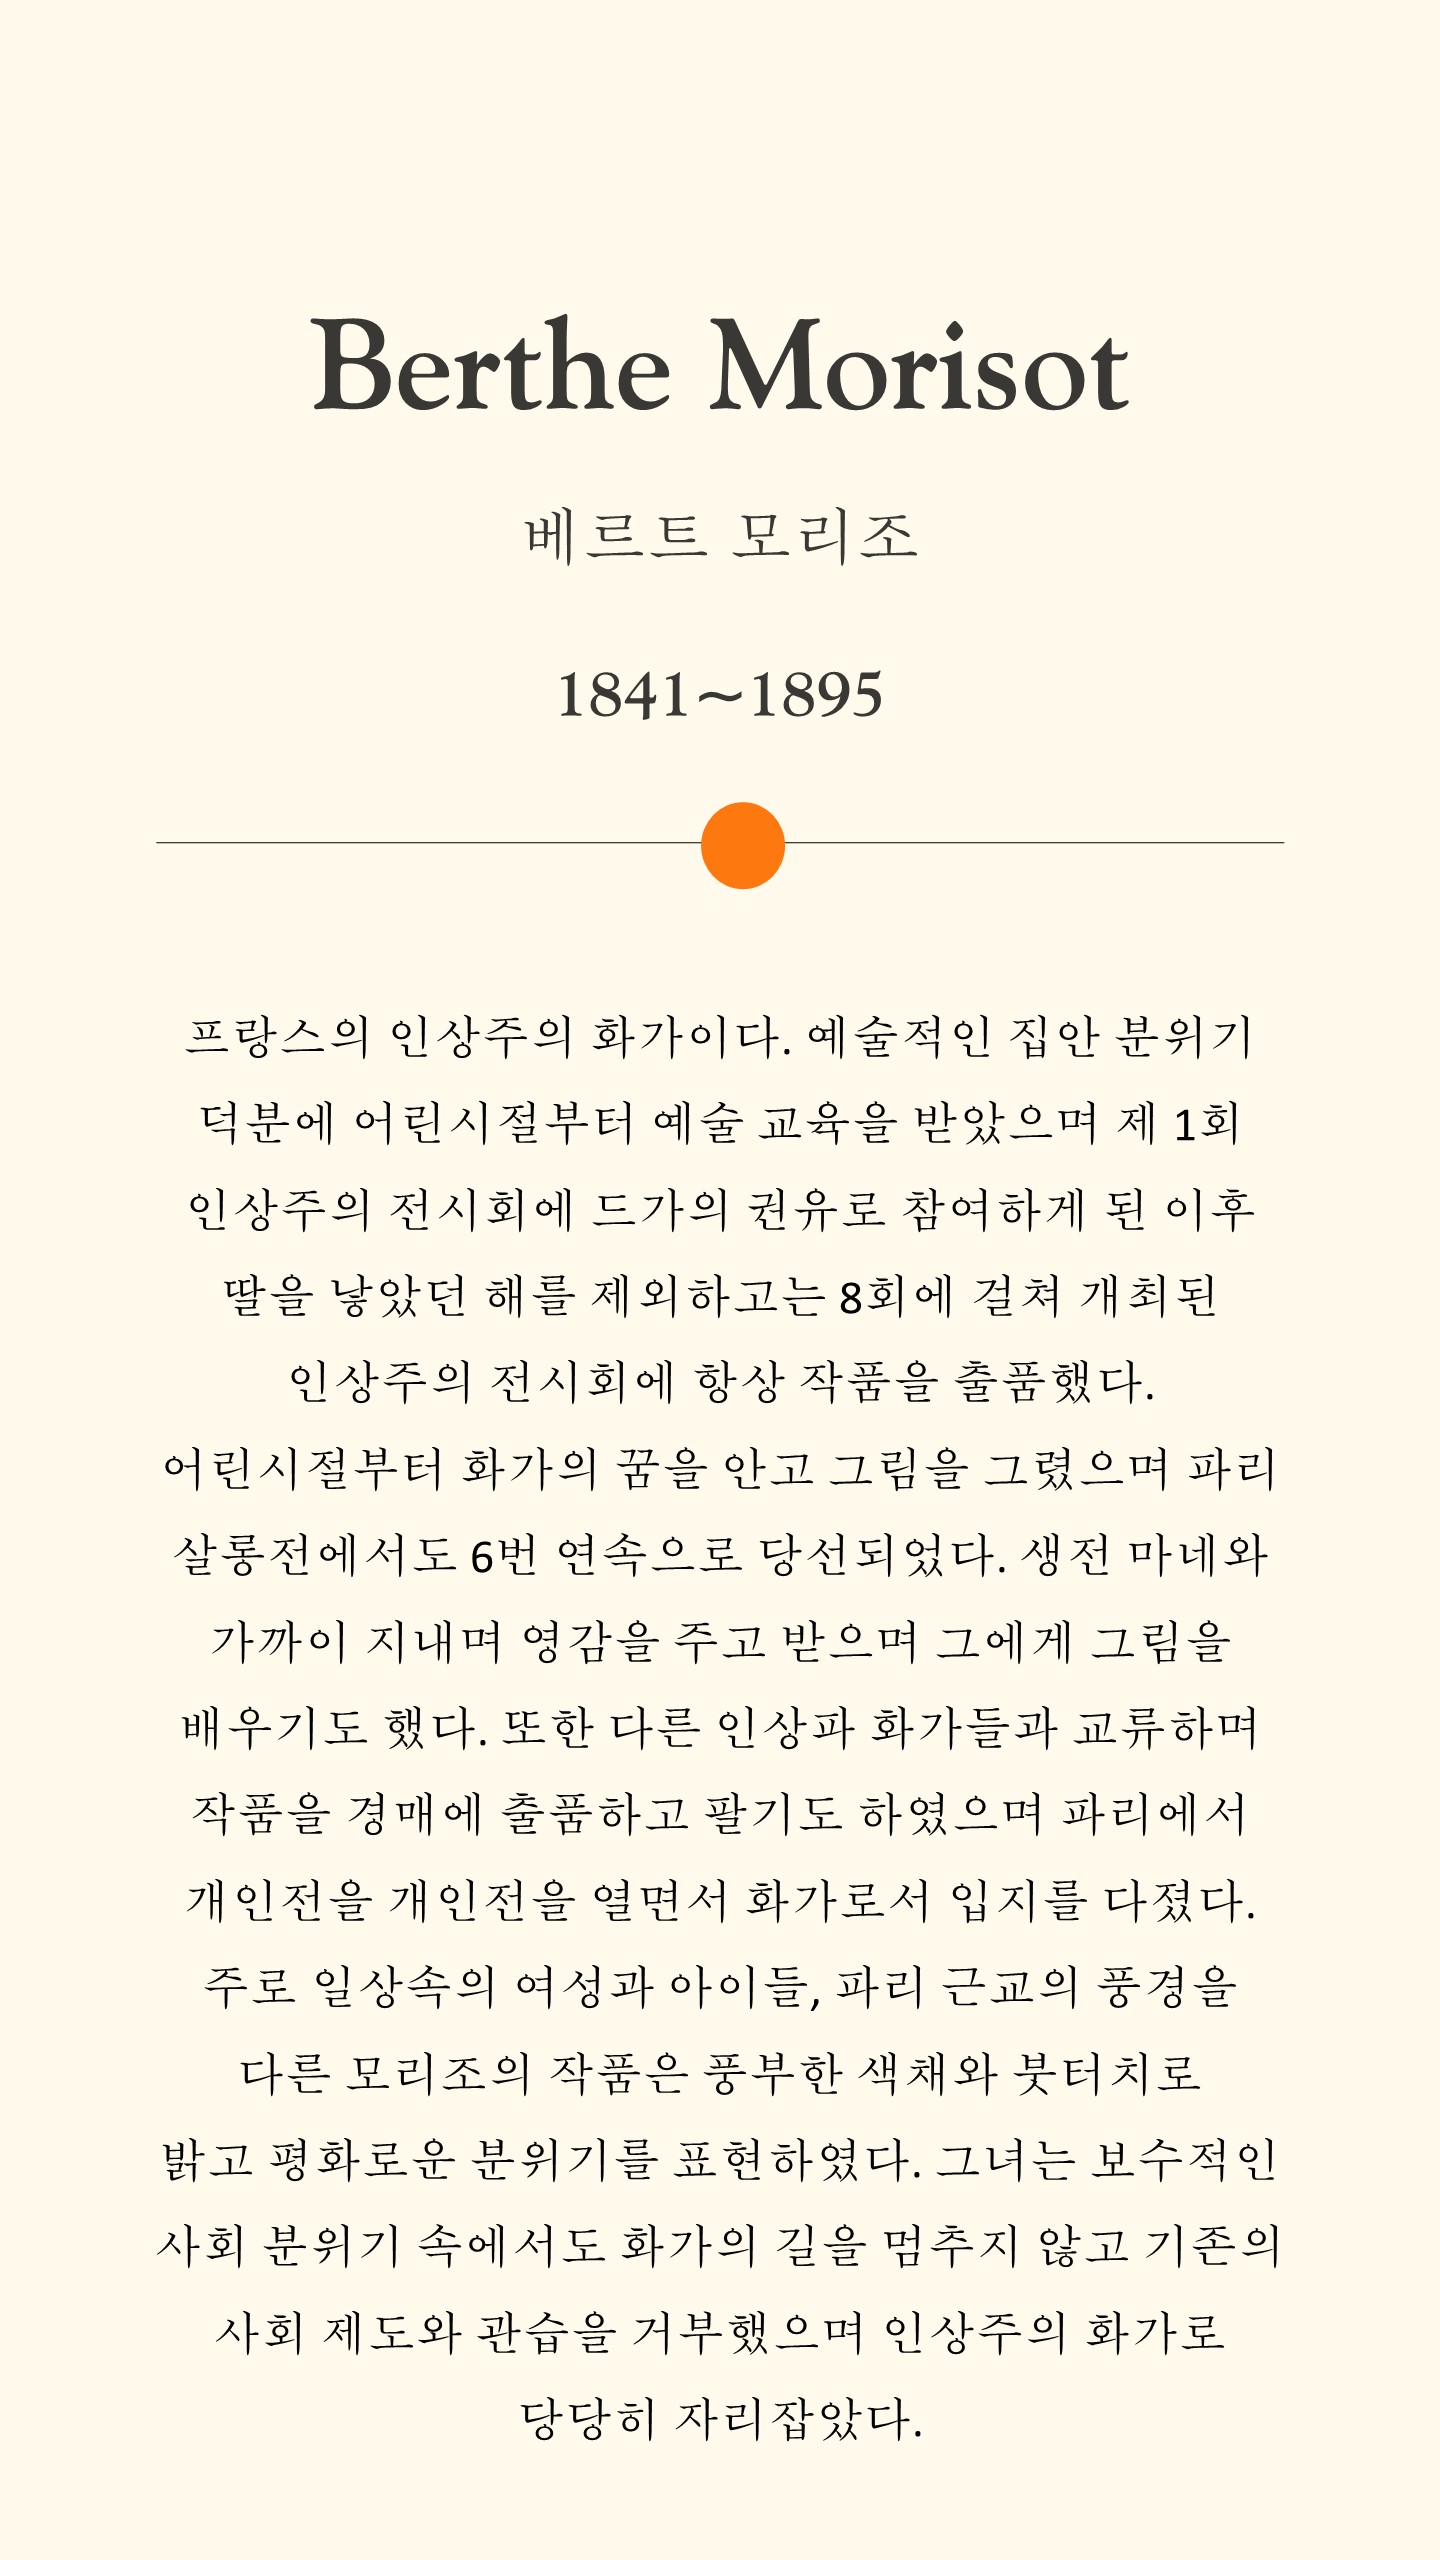 Berthe Morisot
베르트 모리조
1841~1895
프랑스의 인상주의 화가이다. 예술적인 집안 분위기
덕분에 어린시절부터 예술 교육을 받았으며 제 1회
인상주의 전시회에 드가의 권유로 참여하게 된 이후
딸을 낳았던 해를 제외하고는 8회에 걸쳐 개최된
인상주의 전시회에 항상 작품을 출품했다.
어린시절부터 화가의 꿈을 안고 그림을 그렸으며 파리
살롱전에서도 6번 연속으로 당선되었다. 생전 마네와
가까이 지내며 영감을 주고 받으며 그에게 그림을
배우기도 했다. 또한 다른 인상파 화가들과 교류하며
작품을 경매에 출품하고 팔기도 하였으며 파리에서
개인전을 개인전을 열면서 화가로서 입지를 다졌다.
주로 일상속의 여성과 아이들, 파리 근교의 풍경을
다른 모리조의 작품은 풍부한 색채와 붓터치로
밝고 평화로운 분위기를 표현하였다. 그녀는 보수적인
사회 분위기 속에서도 화가의 길을 멈추지 않고 기존의
사회 제도와 관습을 거부했으며 인상주의 화가로
당당히 자리잡았다.